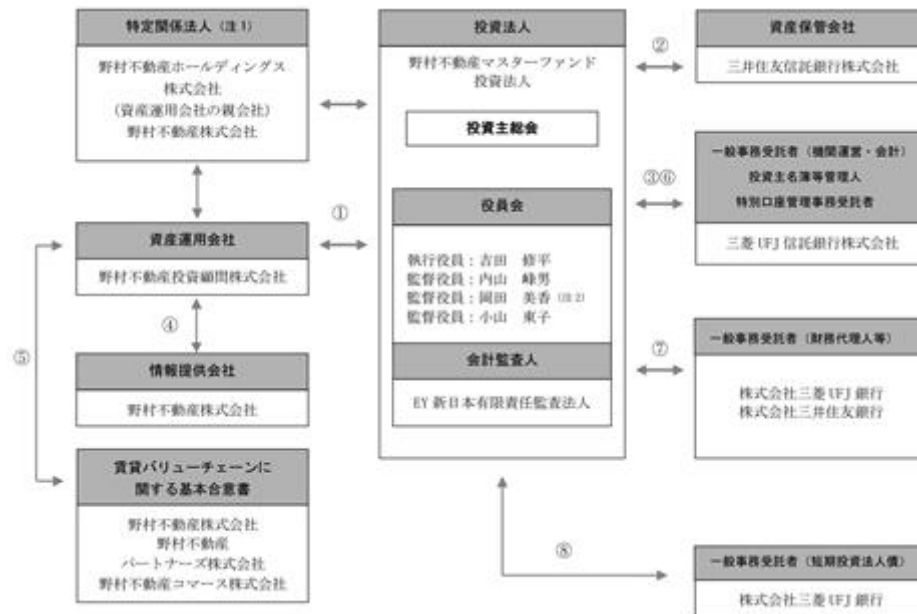 特定関係法人（注1）
野村不動産ホールディングス
株式会社
(資産運用会社の親会社)
野村不動産株式会社
資産運用会社
野村不動産投資顧問株式会社
④
⑤
情報提供会社
野村不動産株式会社
賃貸バリューチェーンに
関する基本合意書
野村不動産株式会社
野村不動産
パートナーズ株式会社
野村不動産コマース株式会社
①
投資法人
野村不動産マスターファンド
投資法人
投資主総会
役員会
執行役員：吉田　修平
監督役員：内山　峰男
監督役員：岡田　美香（注2）
監督役員：小山　東子
会計監査人
EY 新日本有限責任監査法人
②
③⑥
⑦
⑧
資産保管会社
三井住友信託銀行株式会社
一般事務受託者（機関運営・会計）
投資主名簿等管理人
特別口座管理事務受託者
三菱 UFJ 信託銀行株式会社
一般事務受託者（財務代理人等）
株式会社三菱 UFJ 銀行
株式会社三井住友銀行
一般事務受託者（短期投資法人債）
株式会社三菱 UFJ 銀行